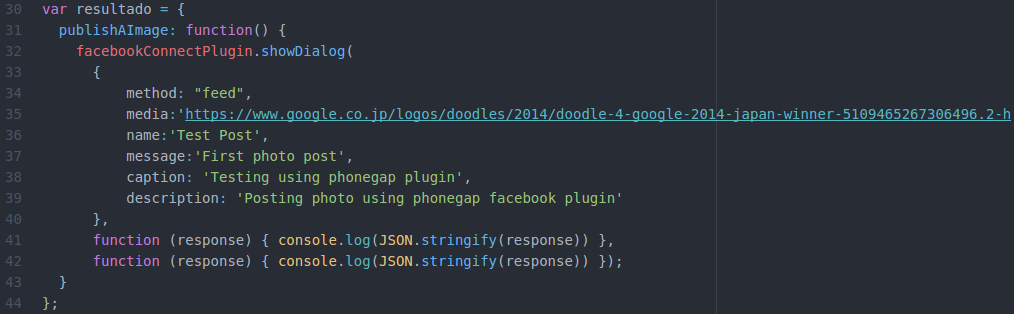 30 var resultado = {
31   publishAImage: function() {
32     facebookConnectPlugin.showDialog(
33       {
34           method: "feed",
35           media:'https://www.google.co.jp/logos/doodles/2014/doodle-4-google-2014-japan-winner-5109465267306496.2-h
36           name:'Test Post',
37           message:'First photo post',
38           caption: 'Testing using phonegap plugin',
39           description: 'Posting photo using phonegap facebook plugin'
40       },
41       function (response) { console.log(JSON.stringify(response)) },
42       function (response) { console.log(JSON.stringify(response)) });
43   }
44 };